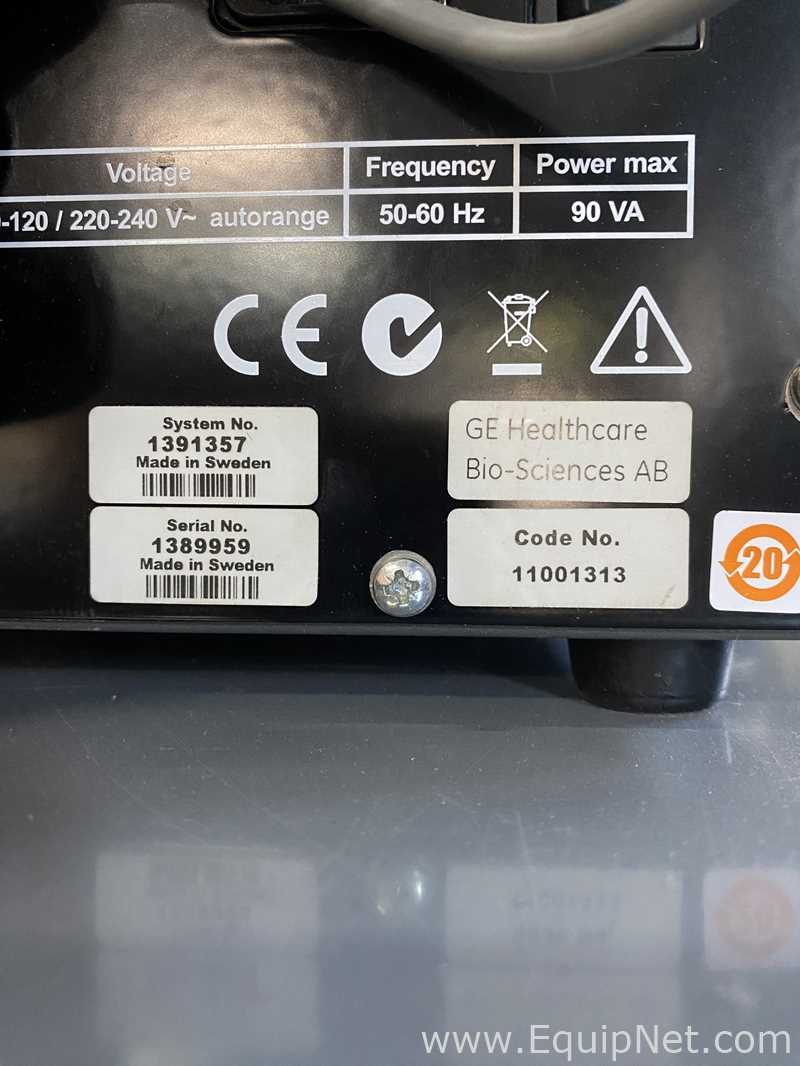 Voltage Frequency Power max
-120 / 220-240 V~ autorange 50-60 Hz 90 VA
CE
System No.
1391357
Made in Sweden
GE Healthcare
Bio-Sciences AB
Serial No.
1389959
Made in Sweden
Code No.
11001313
20
www.EquipNet.com